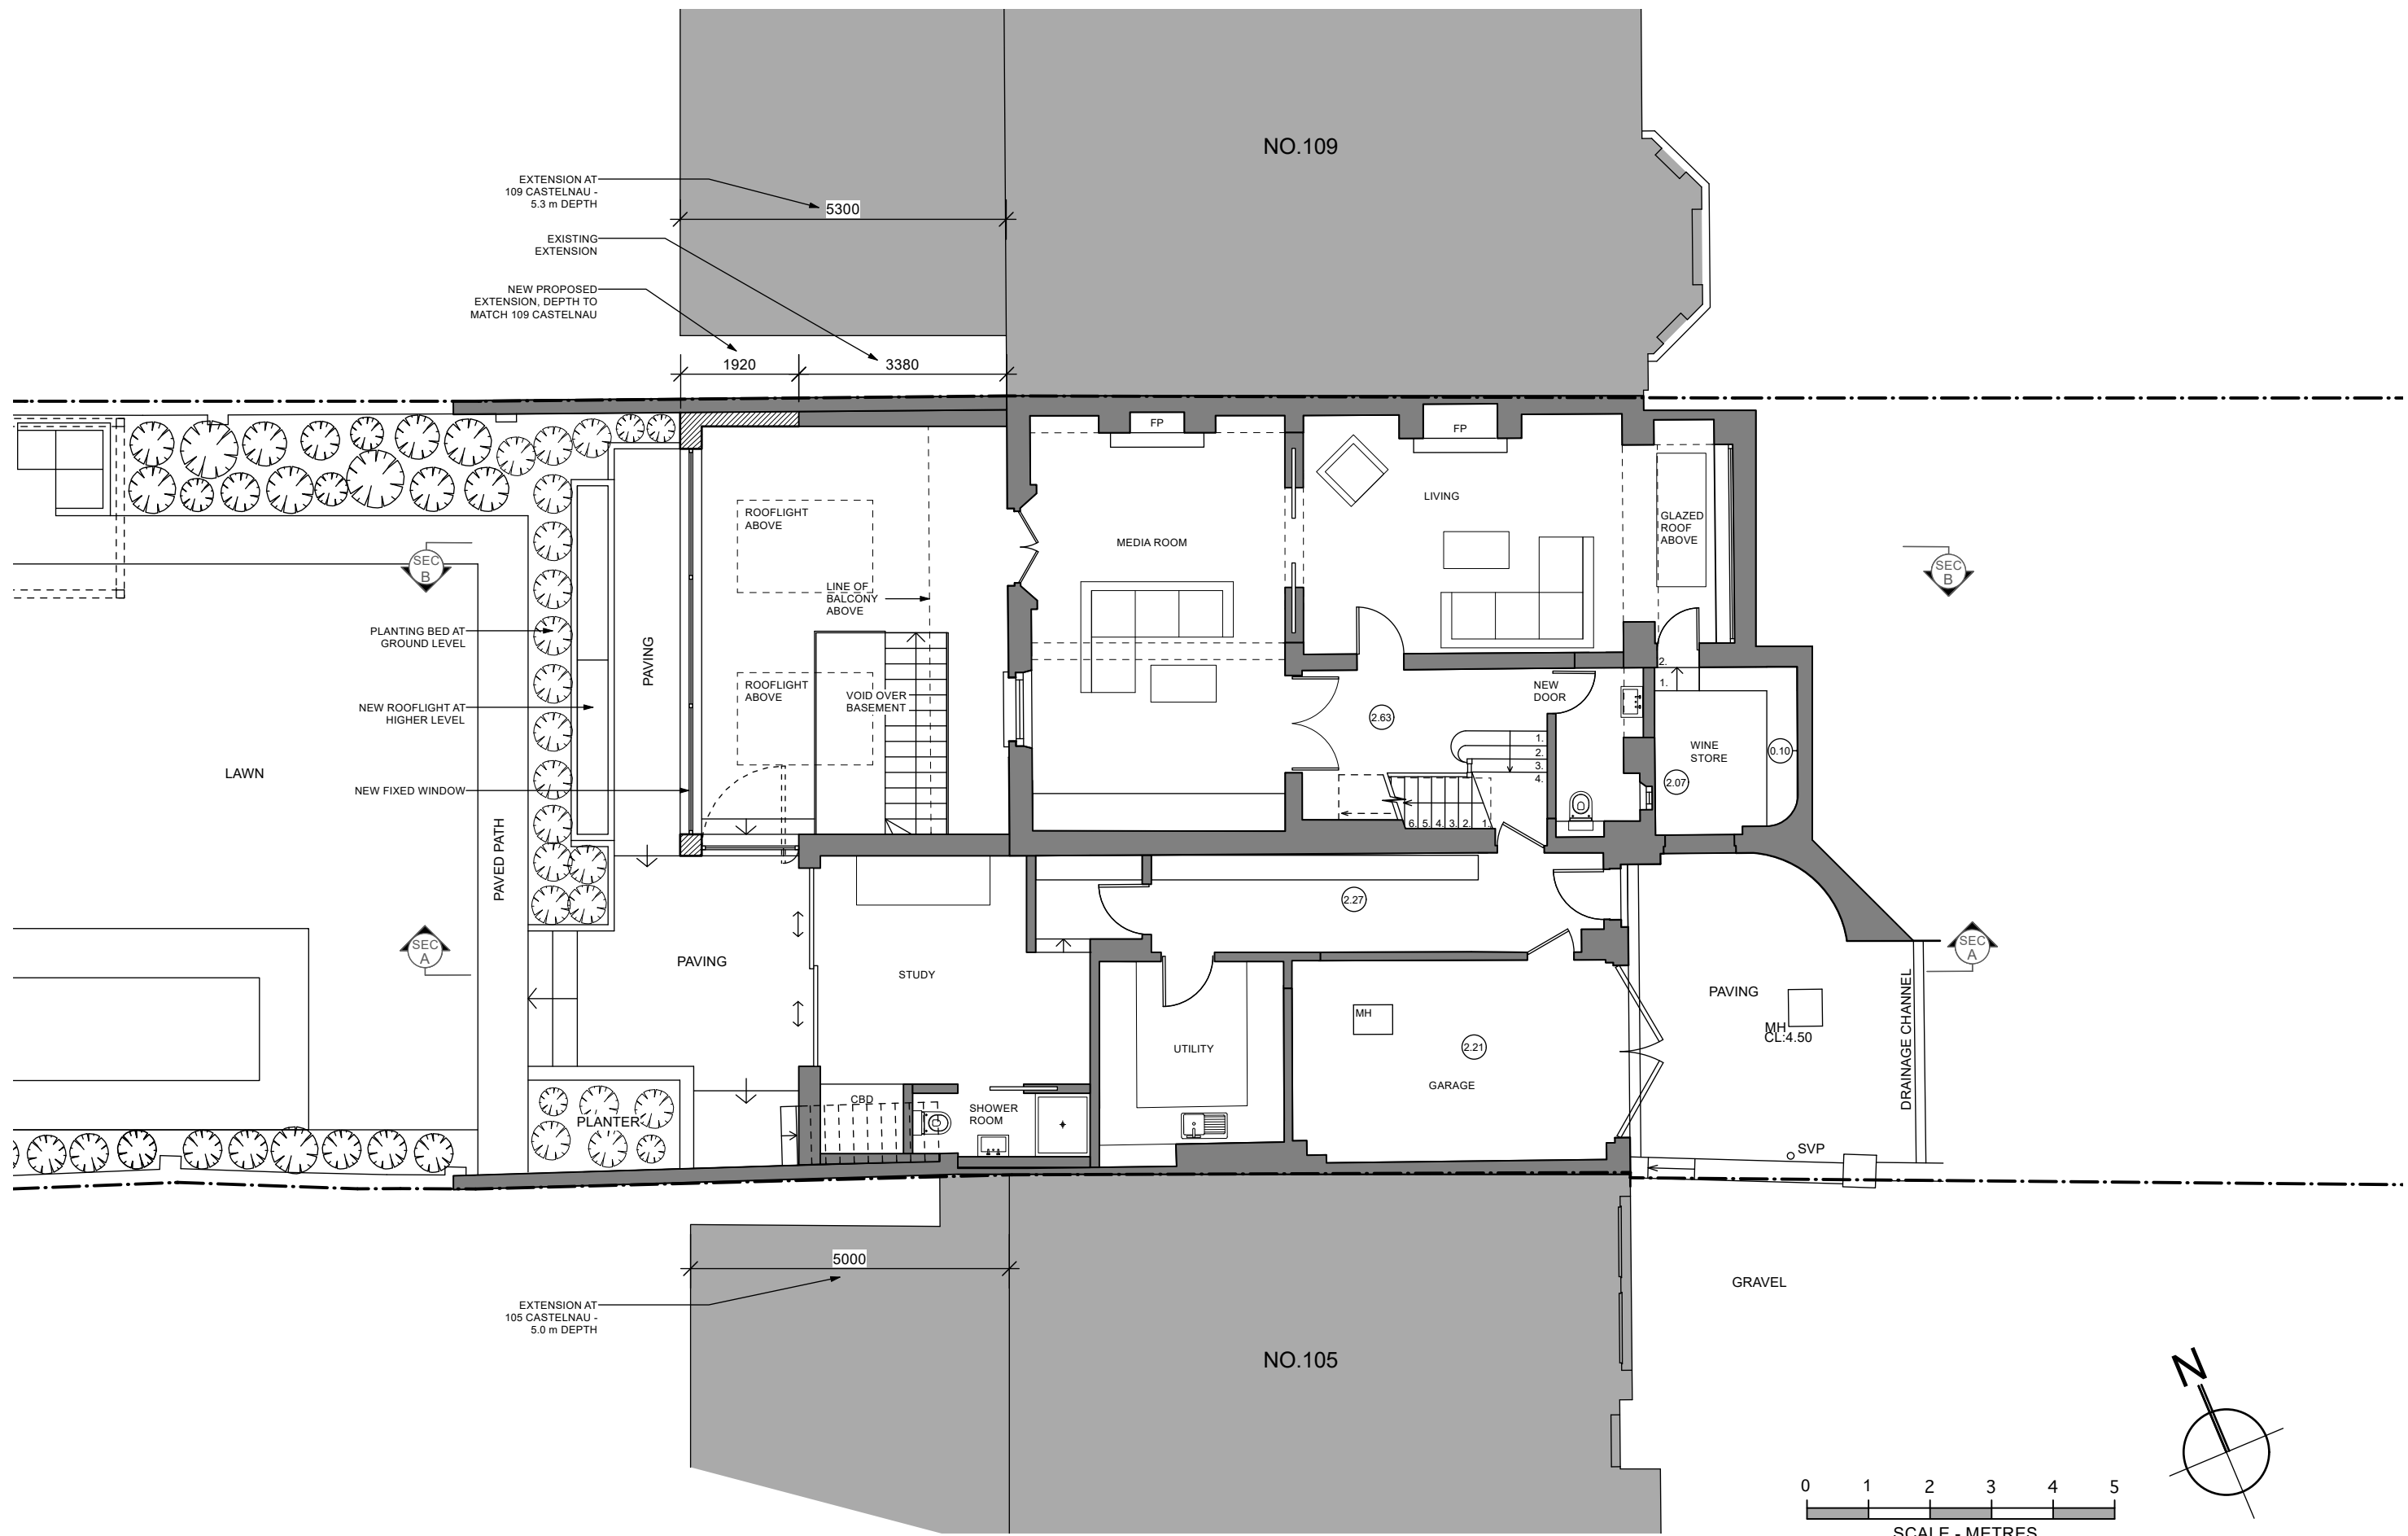 NO.109
EXTENSION AT
109 CASTELNAU -
5.3 m DEPTH
5300
EXISTING
EXTENSION
NEW PROPOSED
EXTENSION, DEPTH TO
MATCH 109 CASTELNAU
1920
3380
FP
FP
LIVING
ROOFLIGHT
ABOVE
GLAZED
ROOF
ABOVE
MEDIA ROOM
SEC
B
SEC
B
LINE OF
BALCONY
ABOVE
PLANTING BED AT
GROUND LEVEL
PAVING
2.
1.
ROOFLIGHT
ABOVE
VOID OVER
BASEMENT
NEW
DOOR
NEW ROOFLIGHT AT
HIGHER LEVEL
2.63
1.
2.
3.
4.
WINE
STORE
0.10
2.07
LAWN
NEW FIXED WINDOW
6. 5. 4. 3. 2. 1.
PAVED PATH
2.27
SEC
A
SEC
A
PAVING
STUDY
PAVING
MH
CL:4.50
DRAINAGE CHANNEL
MH
UTILITY
2.21
GARAGE
CBD
SHOWER
ROOM
PLANTER
SVP
5000
EXTENSION AT
105 CASTELNAU -
5.0 m DEPTH
GRAVEL
NO.105
N
0 1 2 3 4 5
SCALE - METRES